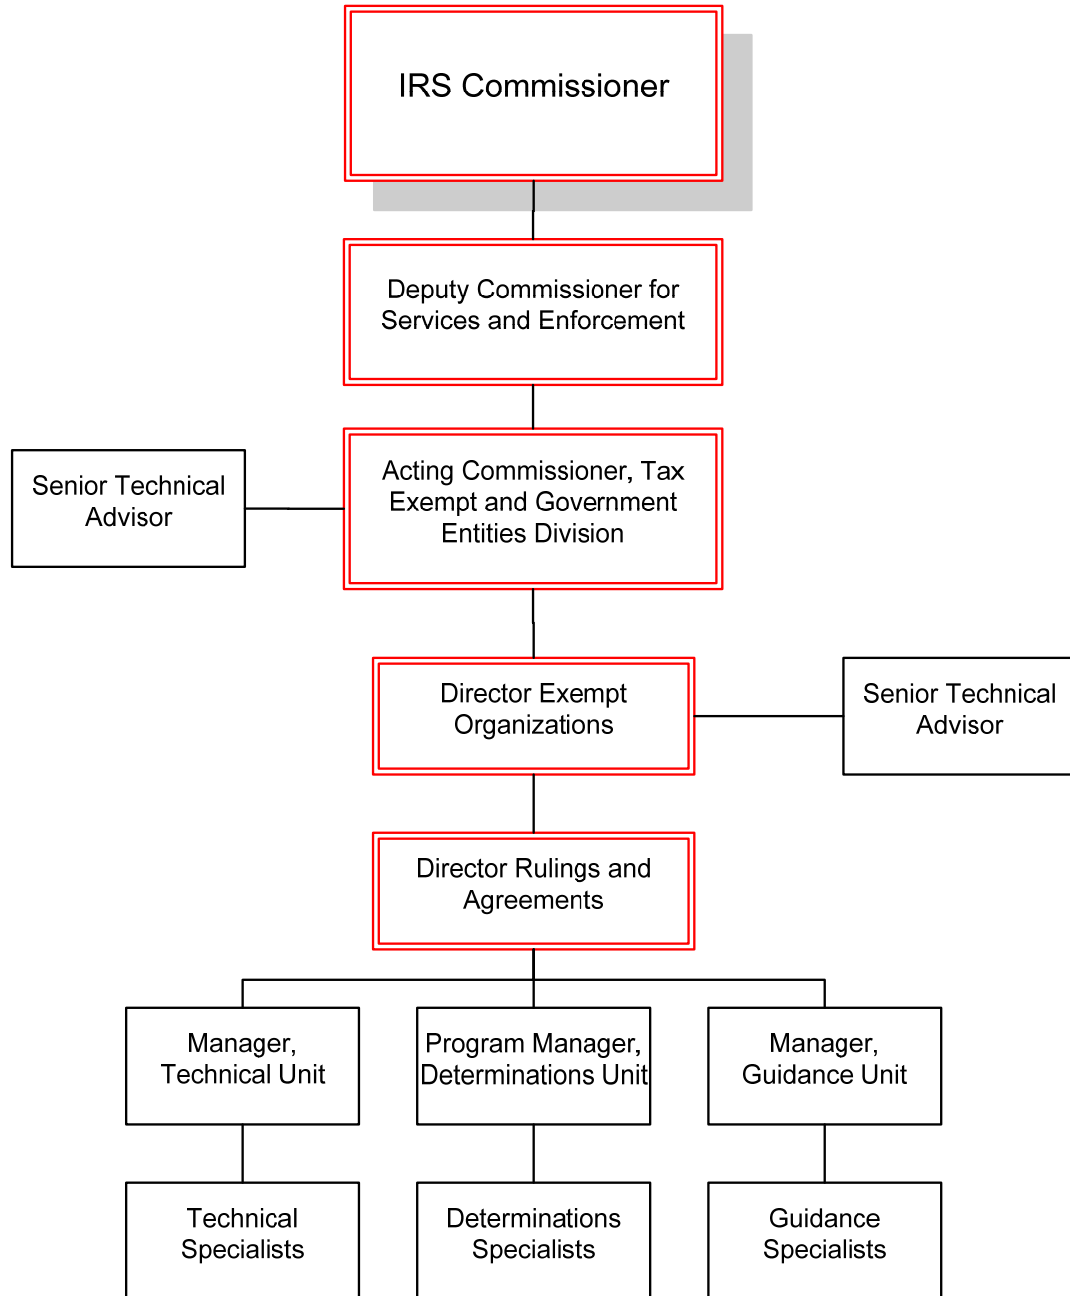 IRS Commissioner
Deputy Commissioner for
Services and Enforcement
Senior Technical
Advisor
Acting Commissioner, Tax
Exempt and Government
Entities Division
Director Exempt
Organizations
Senior Technical
Advisor
Director Rulings and
Agreements
Manager,
Technical Unit
Program Manager,
Determinations Unit
Manager,
Guidance Unit
Technical
Specialists
Determinations
Specialists
Guidance
Specialists